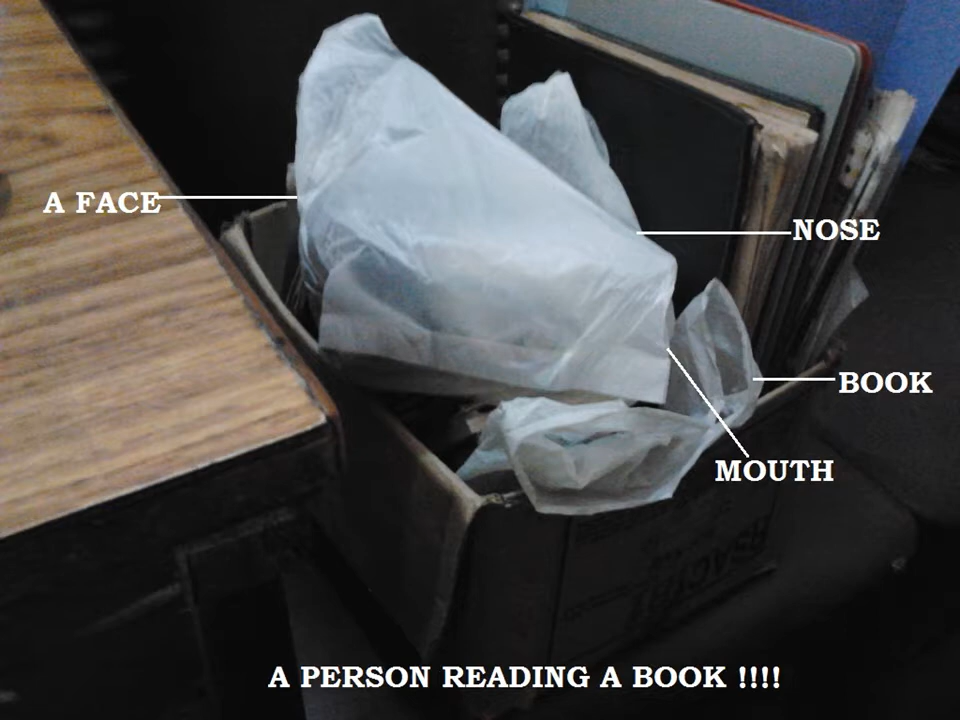 A FACE
NOSE
BOOK
MOUTH
A PERSON READING A BOOK !!!!